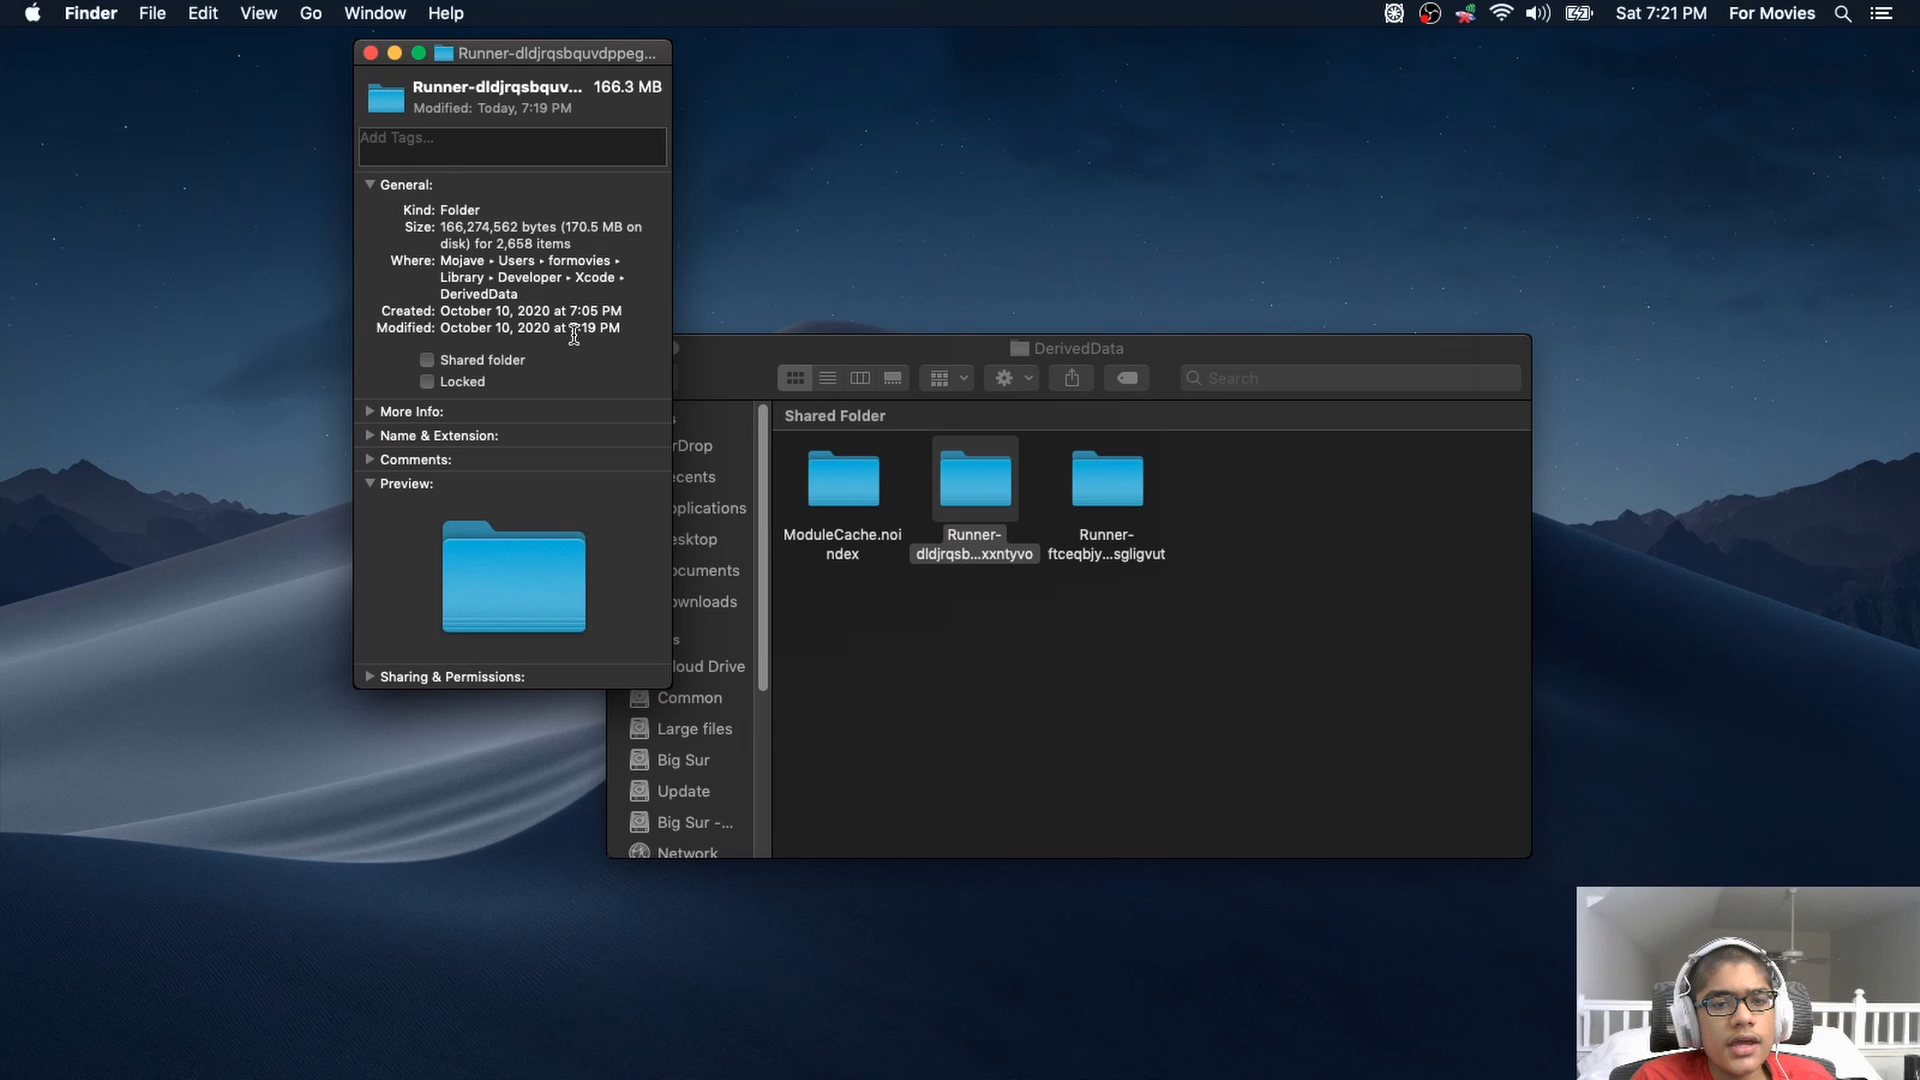 Finder File Edit View Go Window Help
Sat 7:21 PM For Movies
Runner-dldjrqsbquvdppeg...
Runner-dldjrqsbquv... 166.3 MB
Modified: Today, 7:19 PM
Add Tags...
General:
Kind: Folder
Size: 166,274,562 bytes (170.5 MB on
disk) for 2,658 items
Where: Mojave ▸ Users ▸ formovies ▸
Library ▸ Developer ▸ Xcode ▸
DerivedData
Created: October 10, 2020 at 7:05 PM
Modified: October 10, 2020 at 7:19 PM
Shared folder
Locked
More Info:
Name & Extension:
Comments:
Preview:
Sharing & Permissions:
DerivedData
Search
Shared Folder
s
rDrop
ecents
pplications
esktop
ocuments
ownloads
s
loud Drive
Common
Large files
Big Sur
Update
Big Sur -...
Network
ModuleCache.noi
ndex
Runner-
dldjrqsb...xxntyvo
Runner-
ftceqbjy...sgligvut